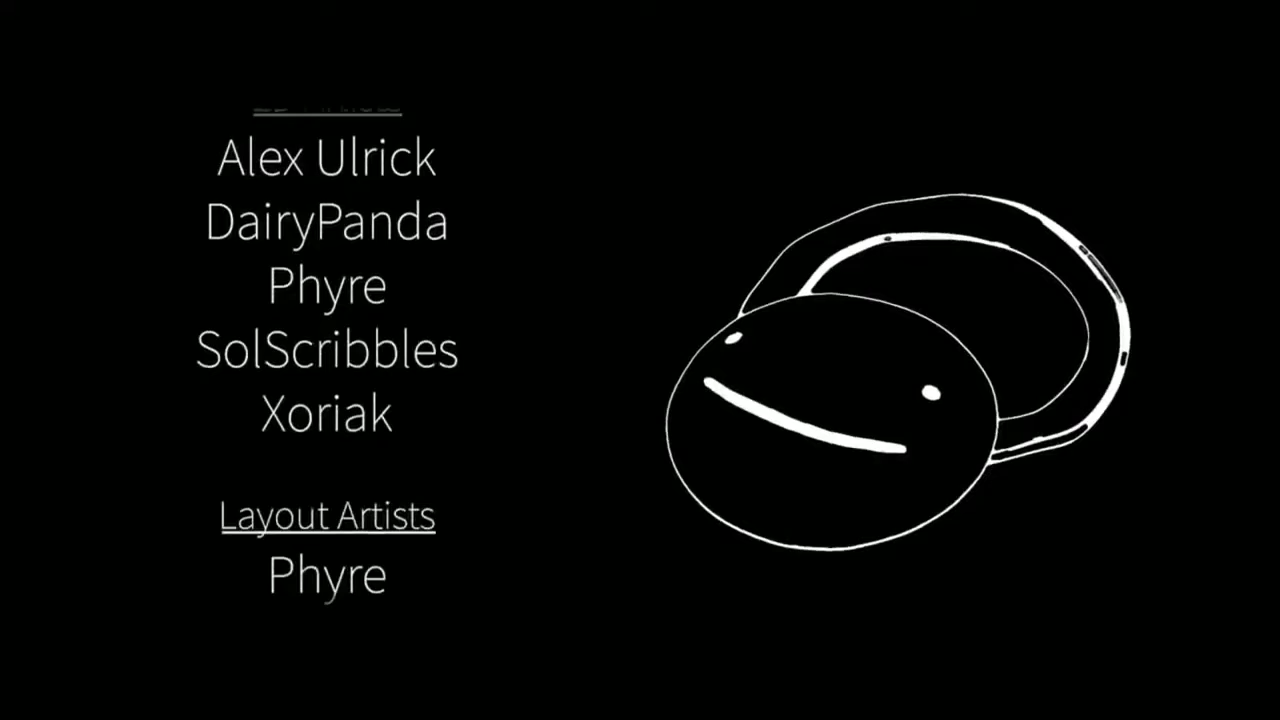 Alex Ulrick
DairyPanda
Phyre
SolScribbles
Xoriak
Layout Artists
Phyre